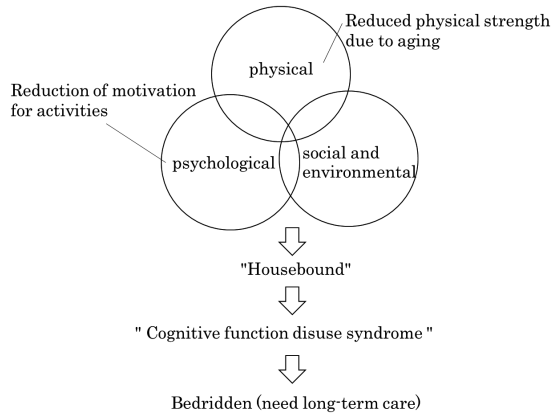 Reduced physical strength
due to aging
physical
Reduction of motivation
for activities
psychological
social and
environmental
"Housebound"
" Cognitive function disuse syndrome "
Bedridden (need long-term care)